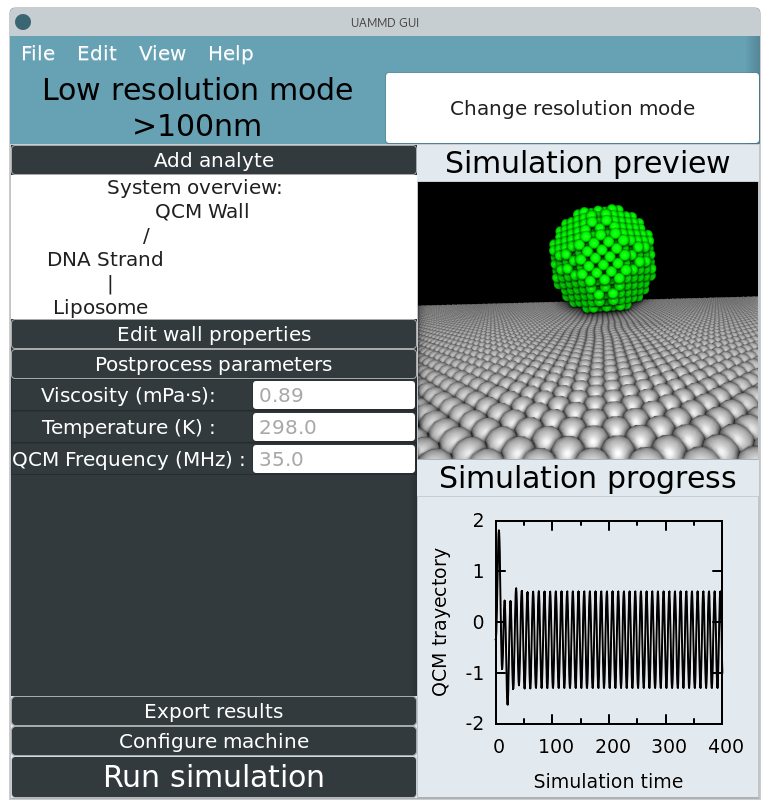 UAMMD GUI
File Edit View Help
Low resolution mode
>100nm
Change resolution mode
Add analyte
System overview:
QCM Wall
/
DNA Strand
|
Liposome
Edit wall properties
Postprocess parameters
Viscosity (mPa·s): 0.89
Temperature (K) : 298.0
QCM Frequency (MHz) : 35.0
Export results
Configure machine
Run simulation
Simulation preview
Simulation progress
QCM trayectory
2
1
0
-1
-2
0 100 200 300 400
Simulation time